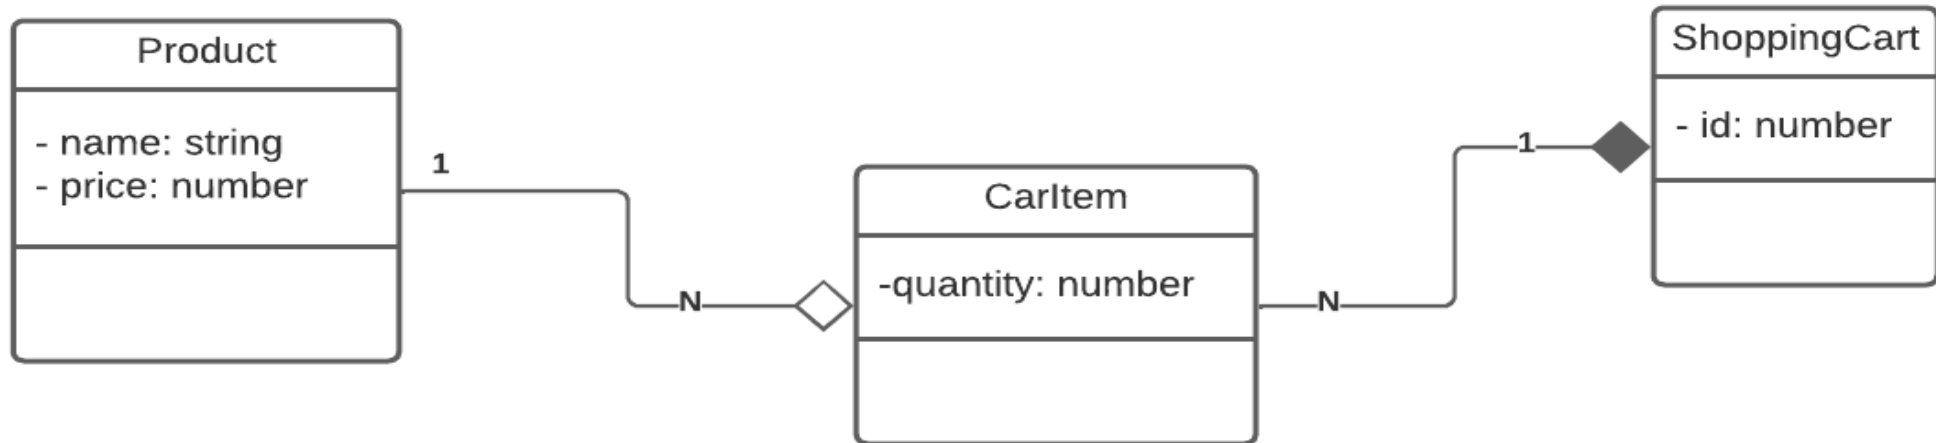 Product
- name: string
- price: number
1
N
CarItem
-quantity: number
N
1
ShoppingCart
- id: number